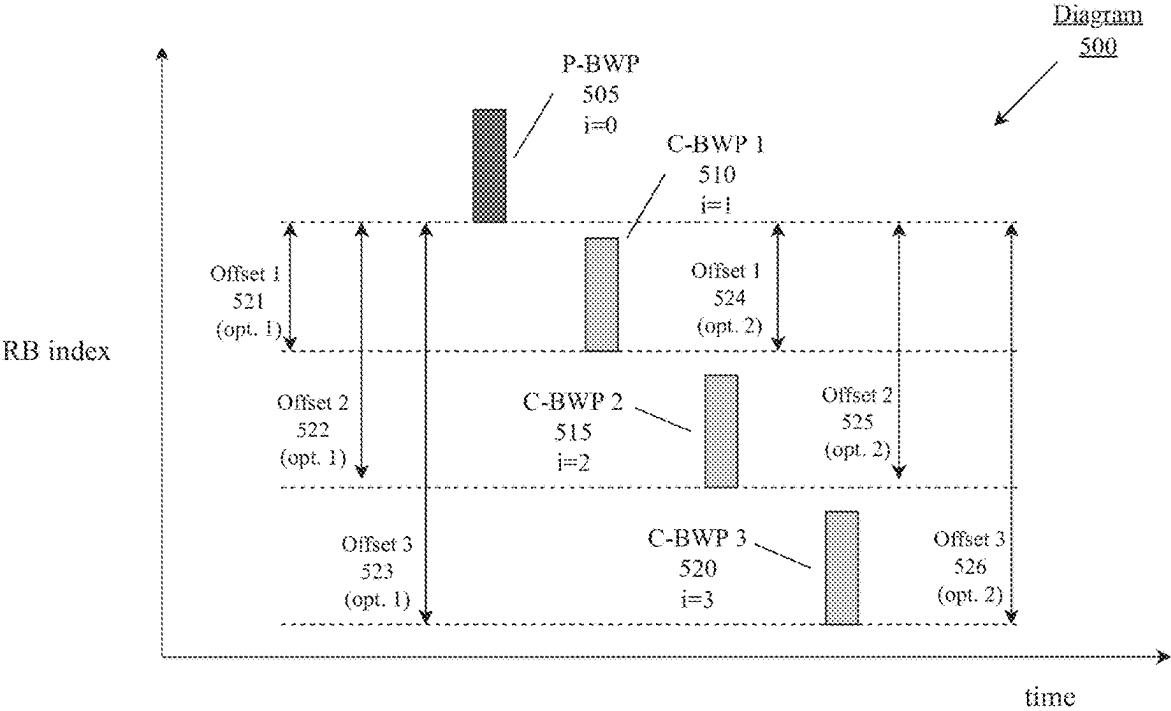 Diagram
500
P-BWP
505
i=0
C-BWP 1
510
i=1
Offset 1
521
(opt. 1)
Offset 1
524
(opt. 2)
RB index
Offset 2
522
(opt. 1)
C-BWP 2
515
i=2
Offset 2
525
(opt. 2)
Offset 3
523
(opt. 1)
C-BWP 3
520
i=3
Offset 3
526
(opt. 2)
time